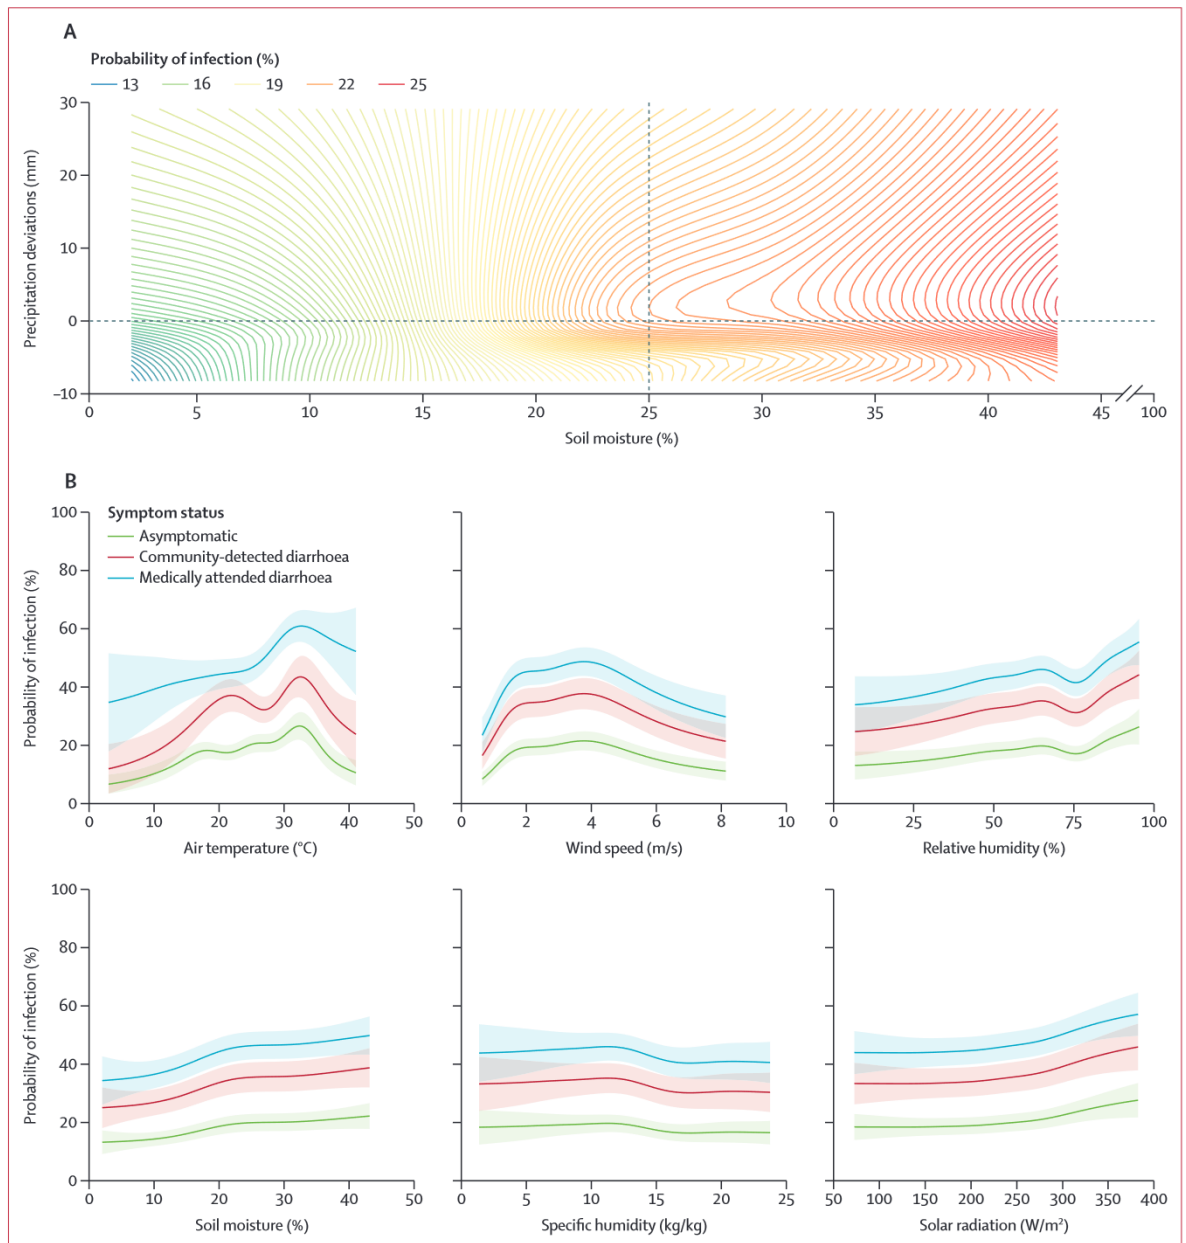 A
Probability of infection (%)
13 16 19 22 25
30
20
10
0
–10
Precipitation deviations (mm)
0 5 10 15 20 25 30 35 40 45 100
Soil moisture (%)
B
Symptom status
Asymptomatic
Community-detected diarrhoea
Medically attended diarrhoea
100
80
60
40
20
0
Probability of infection (%)
0 10 20 30 40 50
Air temperature (°C)
0 2 4 6 8 10
Wind speed (m/s)
0 25 50 75 100
Relative humidity (%)
100
80
60
40
20
0
Probability of infection (%)
0 10 20 30 40 50
Soil moisture (%)
0 5 10 15 20 25
Specific humidity (kg/kg)
50 100 150 200 250 300 350 400
Solar radiation (W/m²)